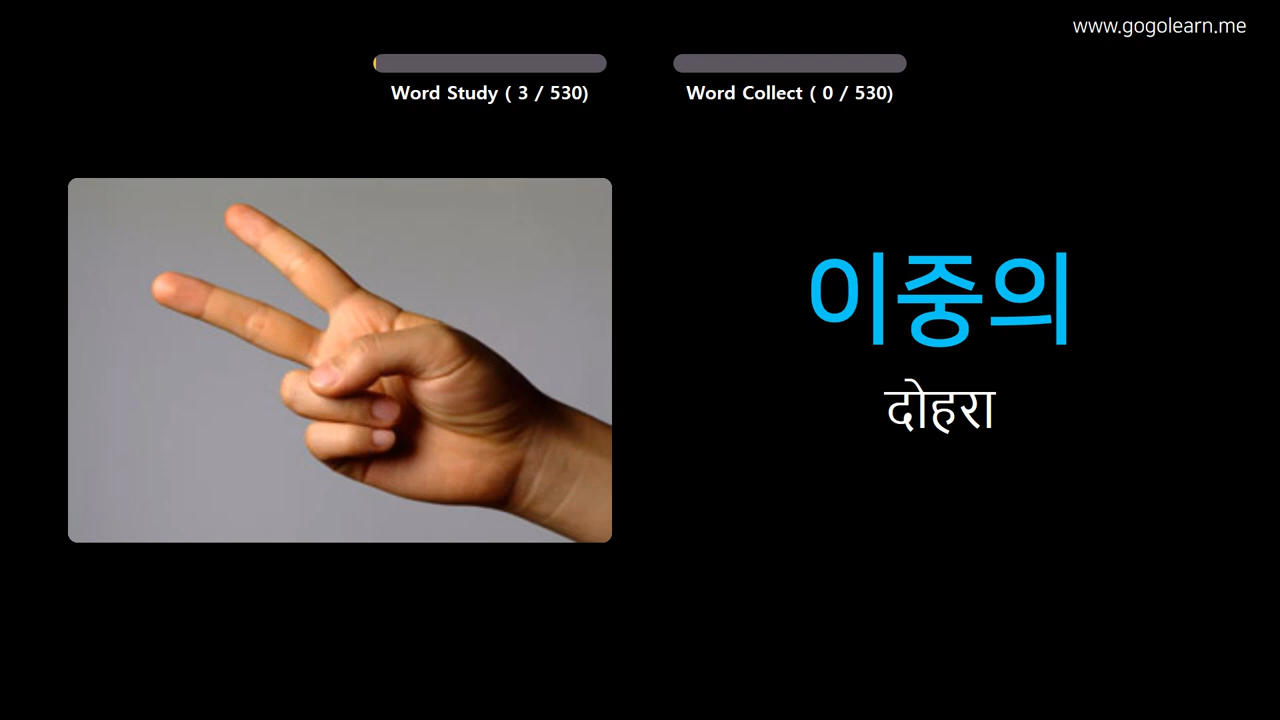 www.gogolearn.me
Word Study ( 3 / 530)
Word Collect ( 0 / 530)
이중의
दोहरा